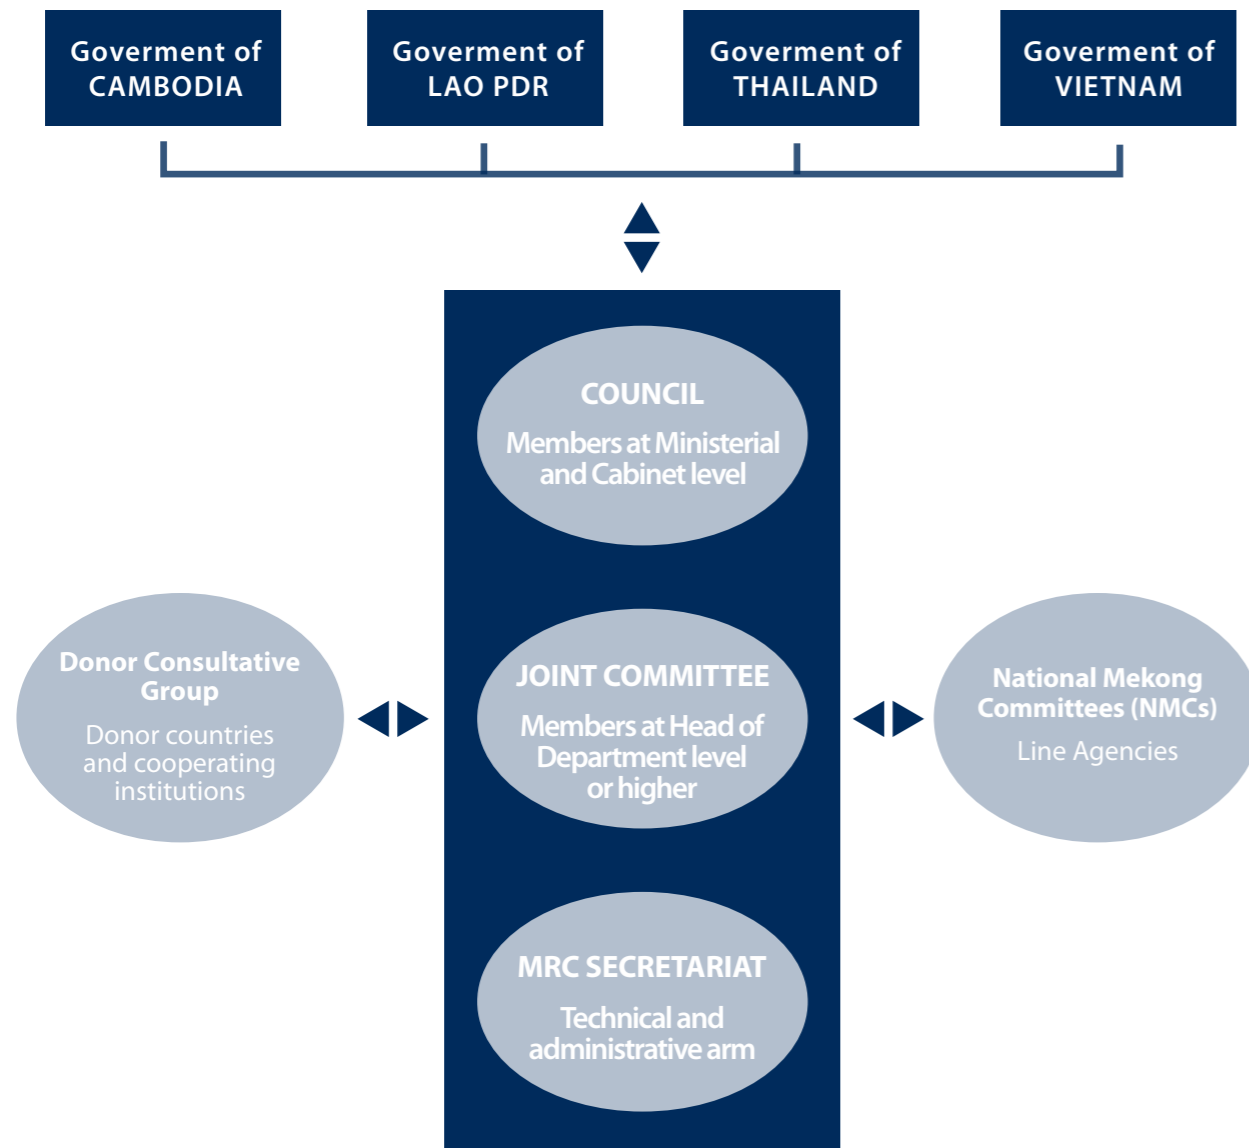 Goverment of
CAMBODIA
Goverment of
LAO PDR
Goverment of
THAILAND
Goverment of
VIETNAM
COUNCIL
Members at Ministerial
and Cabinet level
Donor Consultative
Group
Donor countries
and cooperating
institutions
JOINT COMMITTEE
Members at Head of
Department level
or higher
National Mekong
Committees (NMCs)
Line Agencies
MRC SECRETARIAT
Technical and
administrative arm